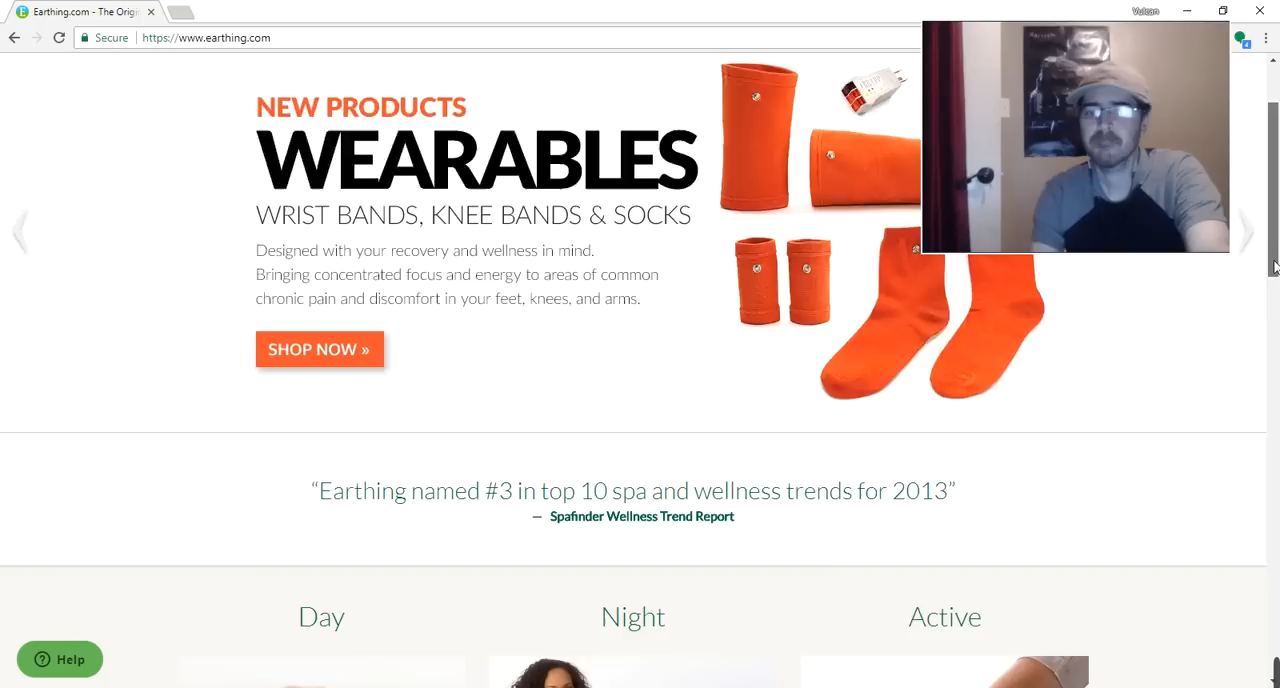 Earthing.com - The Origi
Vulcan
Secure
https://www.earthing.com
4
NEW PRODUCTS
WEARABLES
WRIST BANDS, KNEE BANDS & SOCKS
Designed with your recovery and wellness in mind.
Bringing concentrated focus and energy to areas of common
chronic pain and discomfort in your feet, knees, and arms.
SHOP NOW »
“Earthing named #3 in top 10 spa and wellness trends for 2013”
— Spafinder Wellness Trend Report
Day
Night
Active
Help